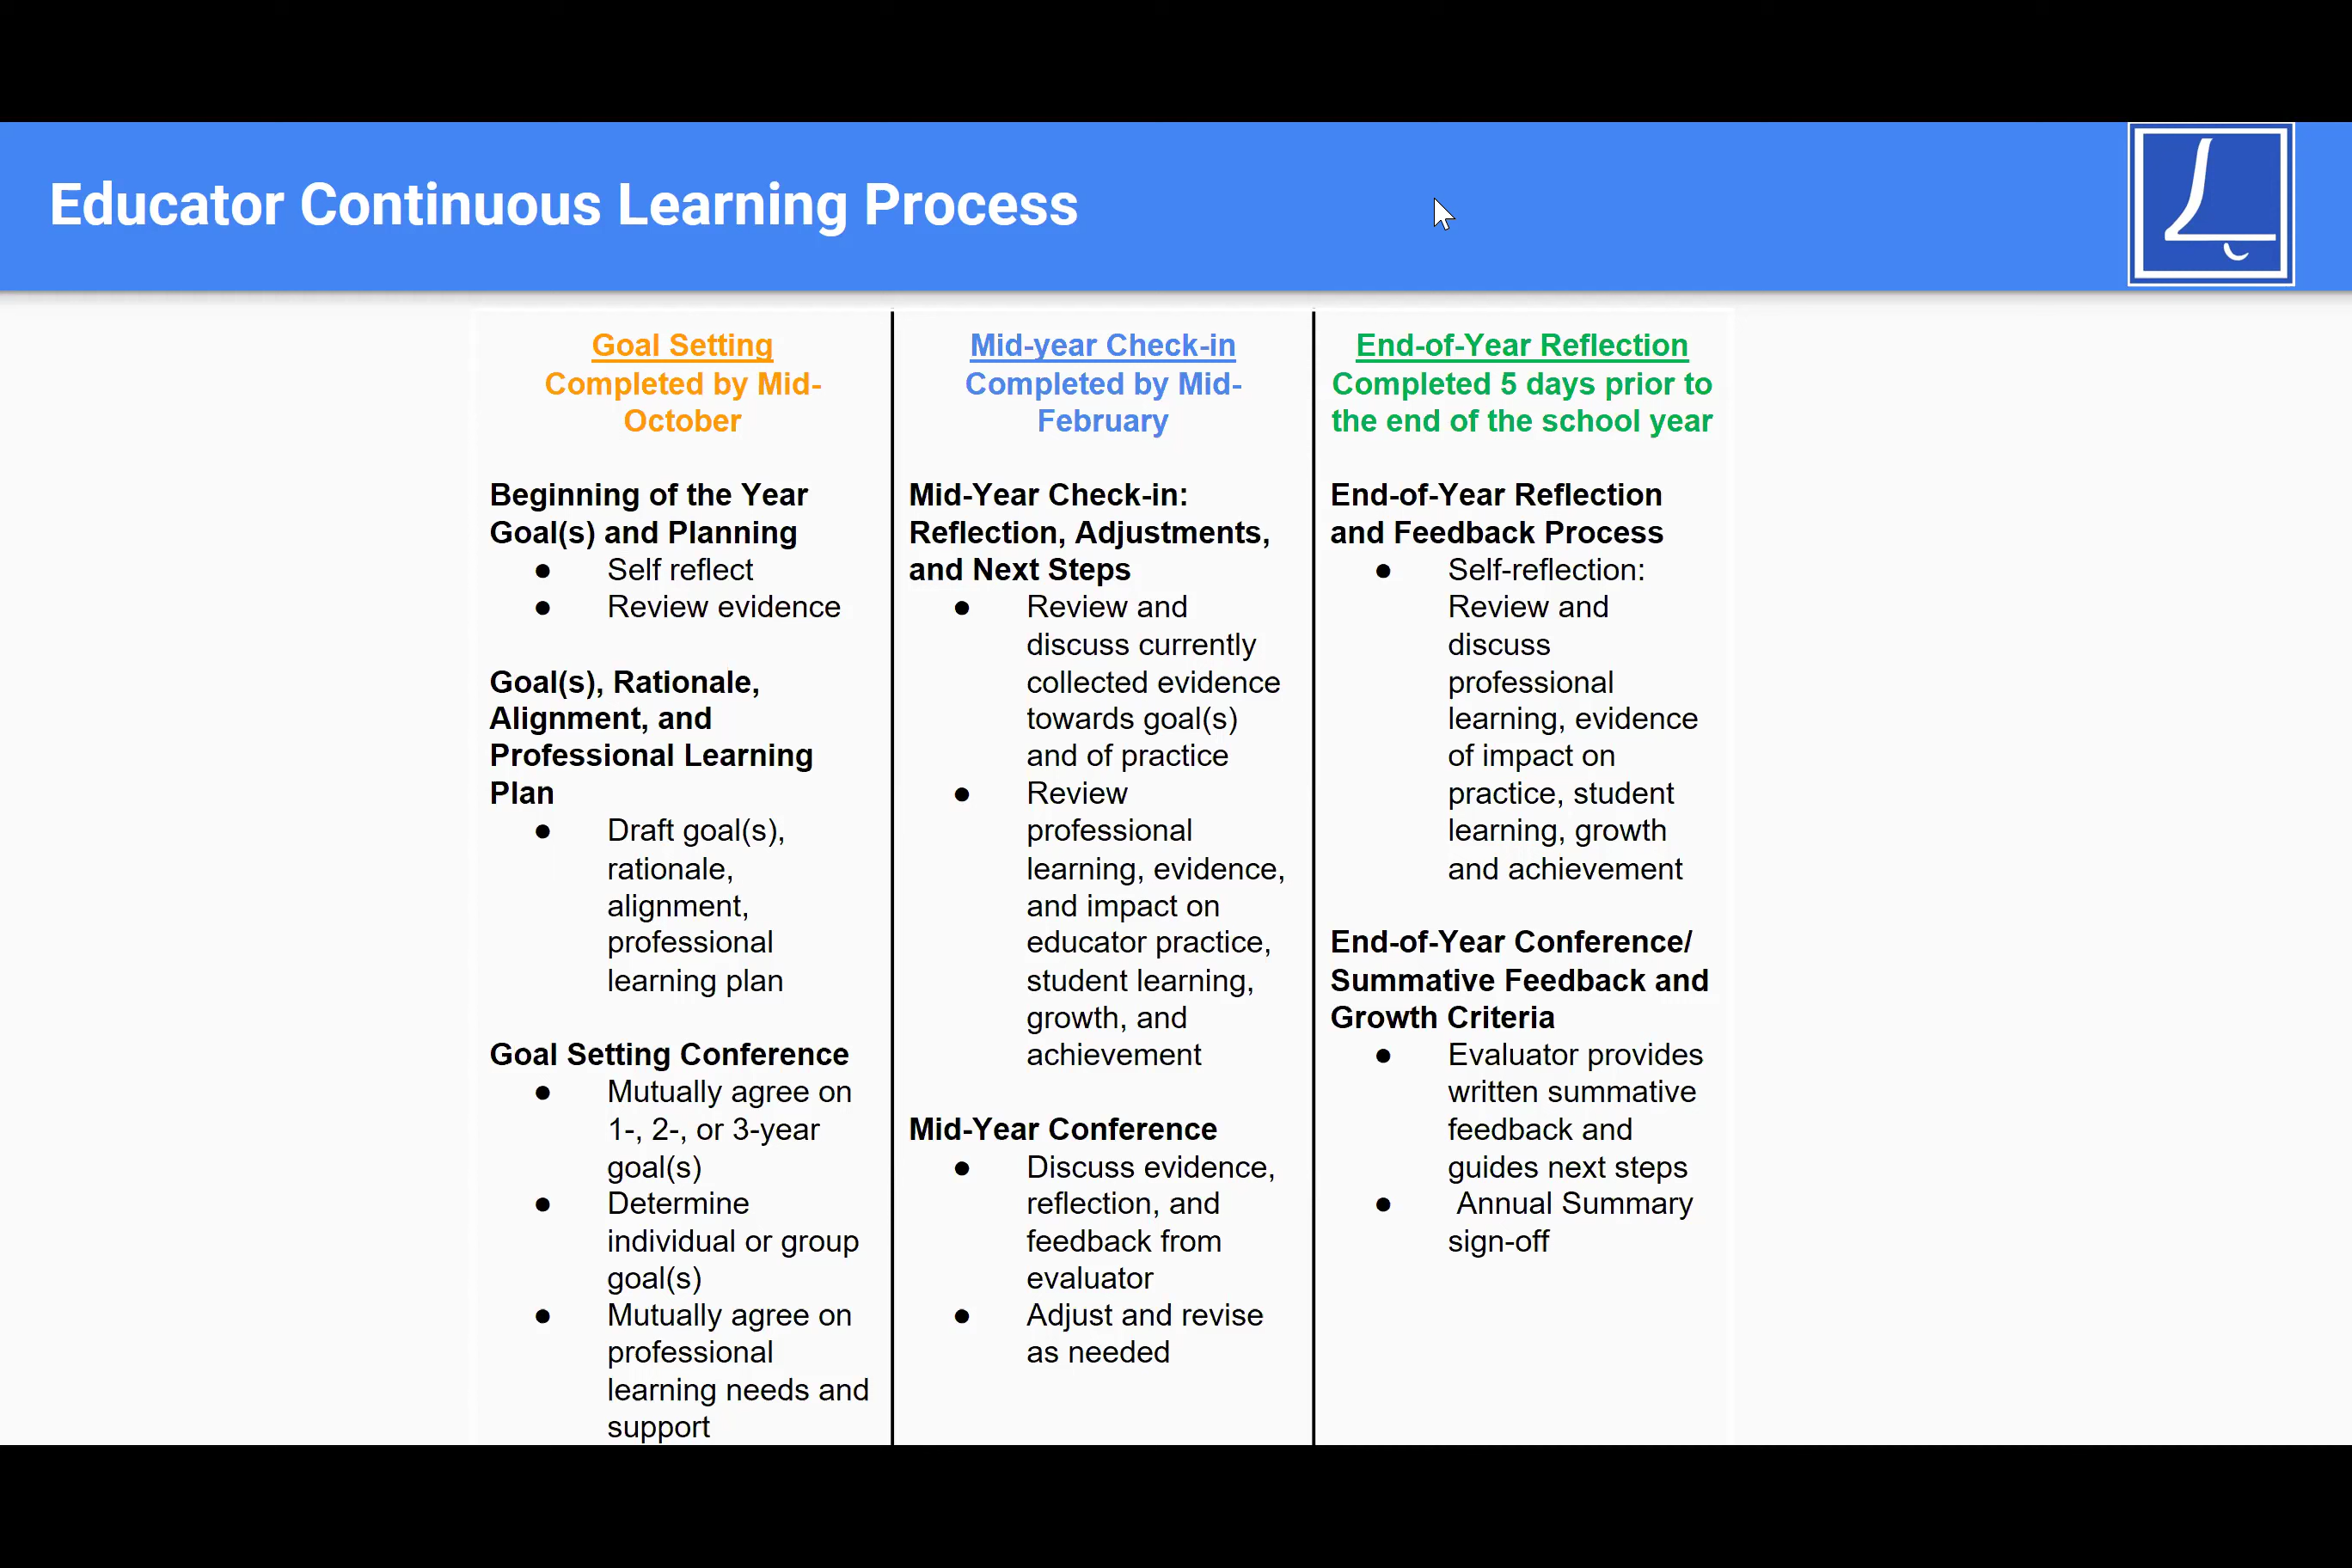 Educator Continuous Learning Process
Goal Setting
Completed by Mid-
October
Beginning of the Year
Goal(s) and Planning
● Self reflect
● Review evidence
Goal(s), Rationale,
Alignment, and
Professional Learning
Plan
● Draft goal(s),
rationale,
alignment,
professional
learning plan
Goal Setting Conference
● Mutually agree on
1-, 2-, or 3-year
goal(s)
● Determine
individual or group
goal(s)
● Mutually agree on
professional
learning needs and
support
Mid-year Check-in
Completed by Mid-
February
Mid-Year Check-in:
Reflection, Adjustments,
and Next Steps
● Review and
discuss currently
collected evidence
towards goal(s)
and of practice
● Review
professional
learning, evidence,
and impact on
educator practice,
student learning,
growth, and
achievement
Mid-Year Conference
● Discuss evidence,
reflection, and
feedback from
evaluator
● Adjust and revise
as needed
End-of-Year Reflection
Completed 5 days prior to
the end of the school year
End-of-Year Reflection
and Feedback Process
● Self-reflection:
Review and
discuss
professional
learning, evidence
of impact on
practice, student
learning, growth
and achievement
End-of-Year Conference/
Summative Feedback and
Growth Criteria
● Evaluator provides
written summative
feedback and
guides next steps
● Annual Summary
sign-off